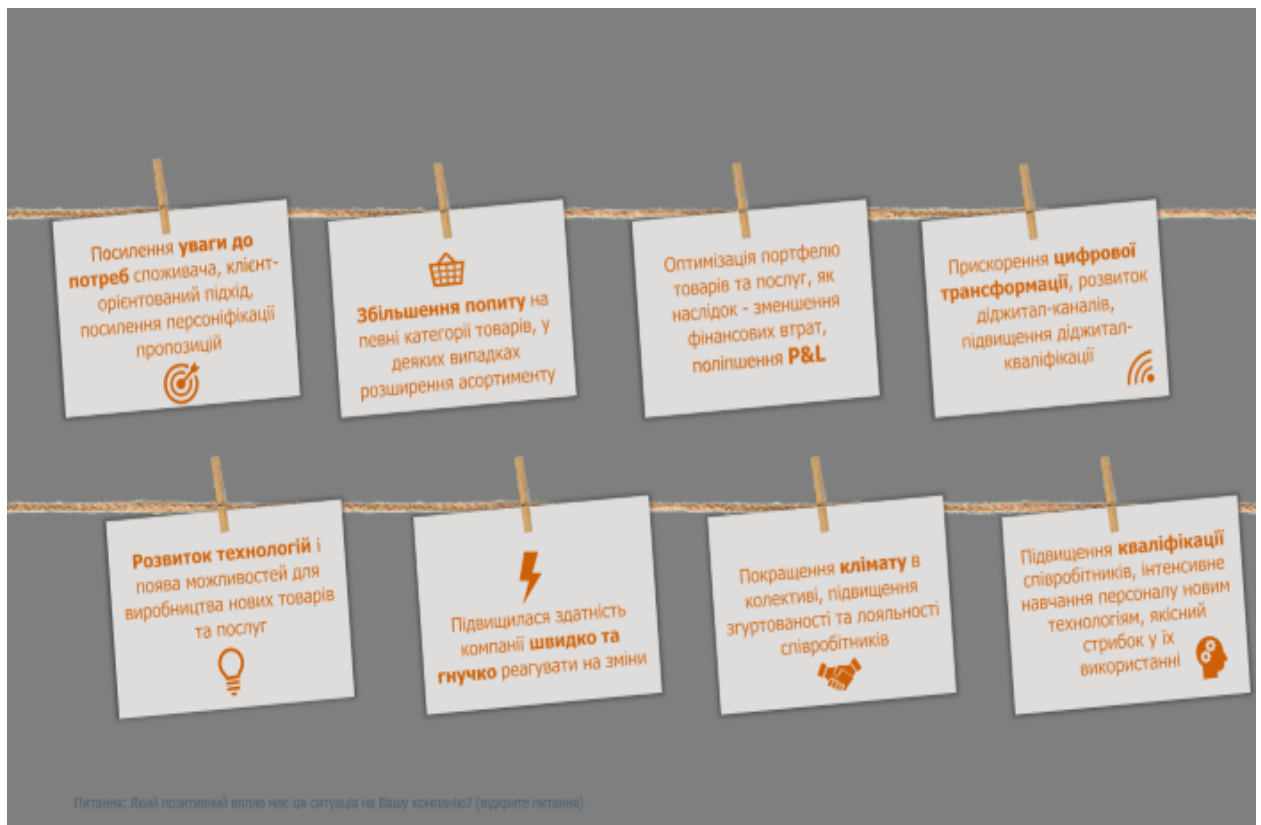 Посилення уваги до
потреб споживача, клієнт-
орієнтований підхід,
посилення персоніфікації
пропозицій
Збільшення попиту на
певні категорії товарів, у
деяких випадках
розширення асортименту
Оптимізація портфелю
товарів та послуг, як
наслідок - зменшення
фінансових втрат,
поліпшення P&L
Прискорення цифрової
трансформації, розвиток
діджитал-каналів,
підвищення діджитал-
кваліфікації
Розвиток технологій і
поява можливостей для
виробництва нових товарів
та послуг
Підвищилася здатність
компанії швидко та
гнучко реагувати на зміни
Покращення клімату в
колективі, підвищення
згуртованості та лояльності
співробітників
Підвищення кваліфікації
співробітників, інтенсивне
навчання персоналу новим
технологіям, якісний
стрибок у їх
використанні
Питання: Який позитивний вплив має ця ситуація на Вашу компанію? (відкрите питання)